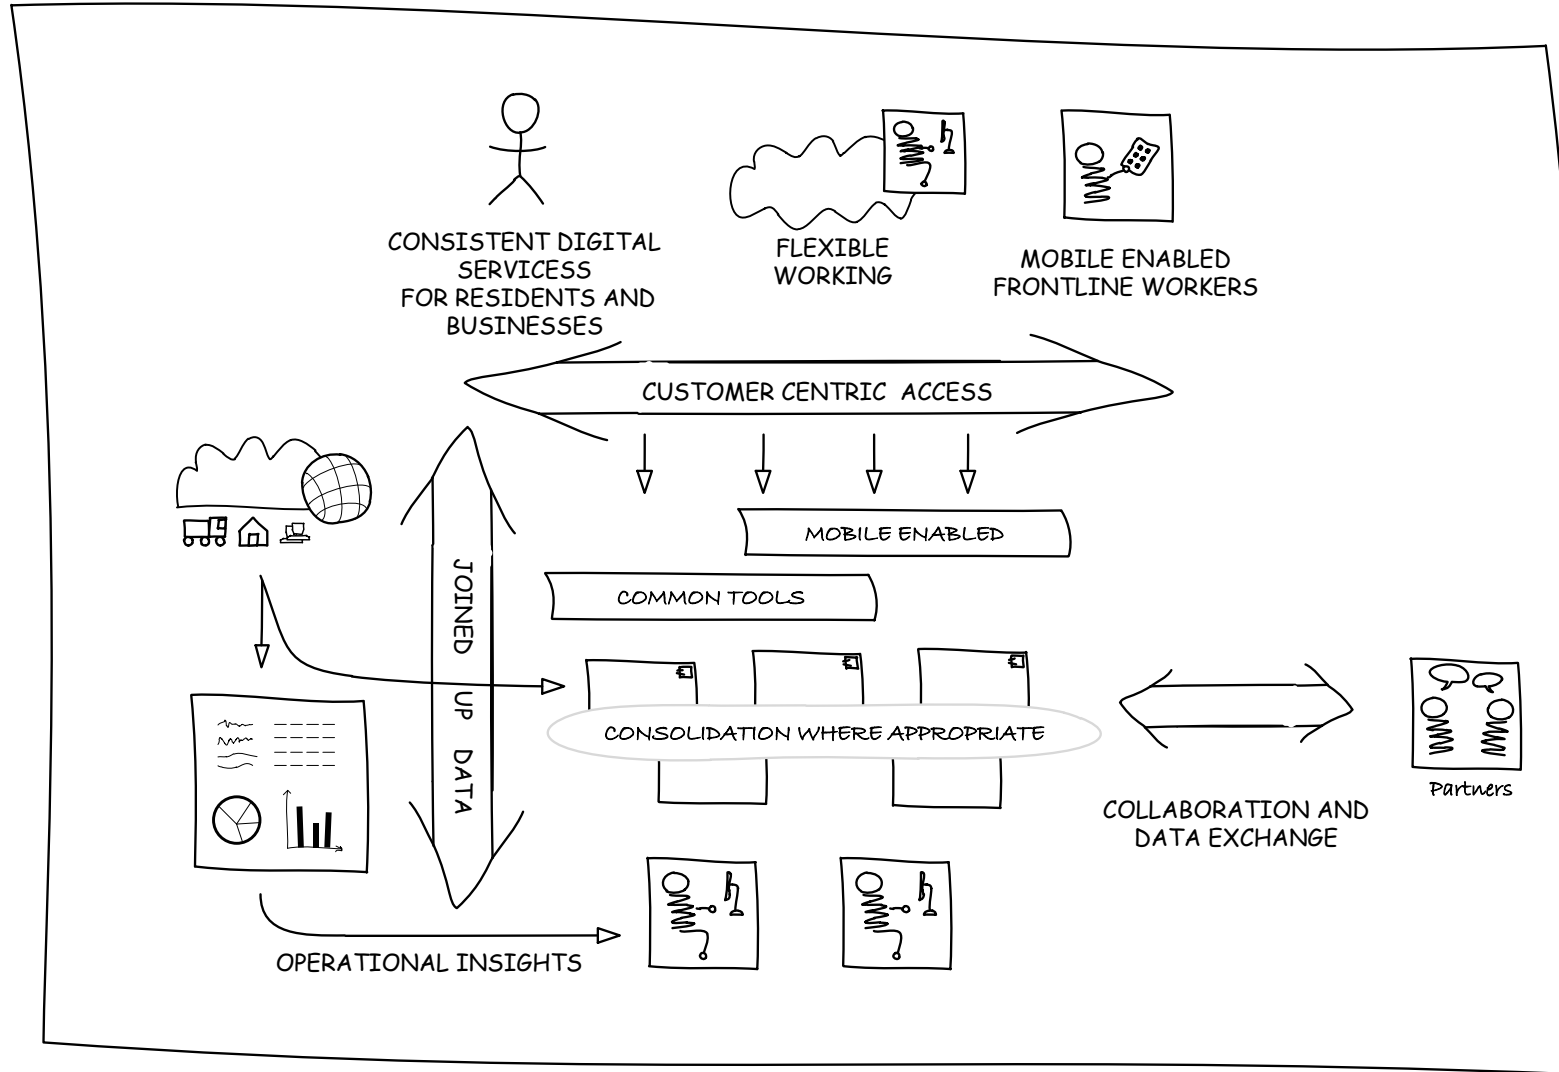 CONSISTENT DIGITAL
SERVICESS
FOR RESIDENTS AND
BUSINESSES
FLEXIBLE
WORKING
MOBILE ENABLED
FRONTLINE WORKERS
CUSTOMER CENTRIC ACCESS
MOBILE ENABLED
COMMON TOOLS
JOINED UP DATA
CONSOLIDATION WHERE APPROPRIATE
Partners
COLLABORATION AND
DATA EXCHANGE
OPERATIONAL INSIGHTS